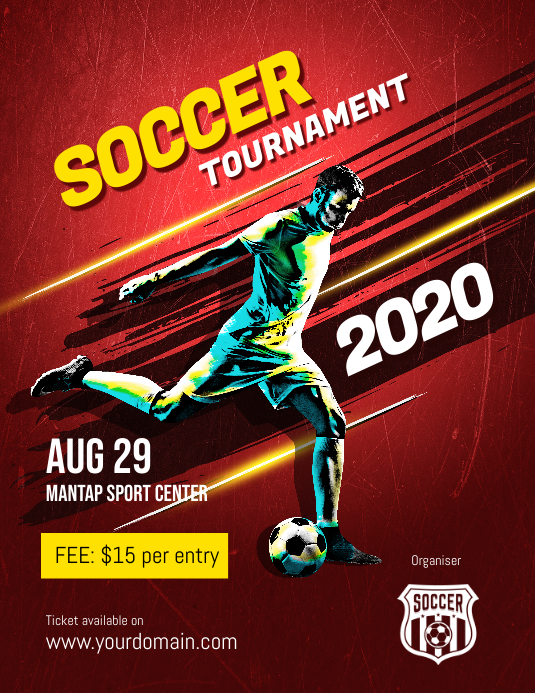 SOCCER
TOURNAMENT
2020
AUG 29
MANTAP SPORT CENTER
FEE: $15 per entry
Ticket available on
www.yourdomain.com
Organiser
SOCCER